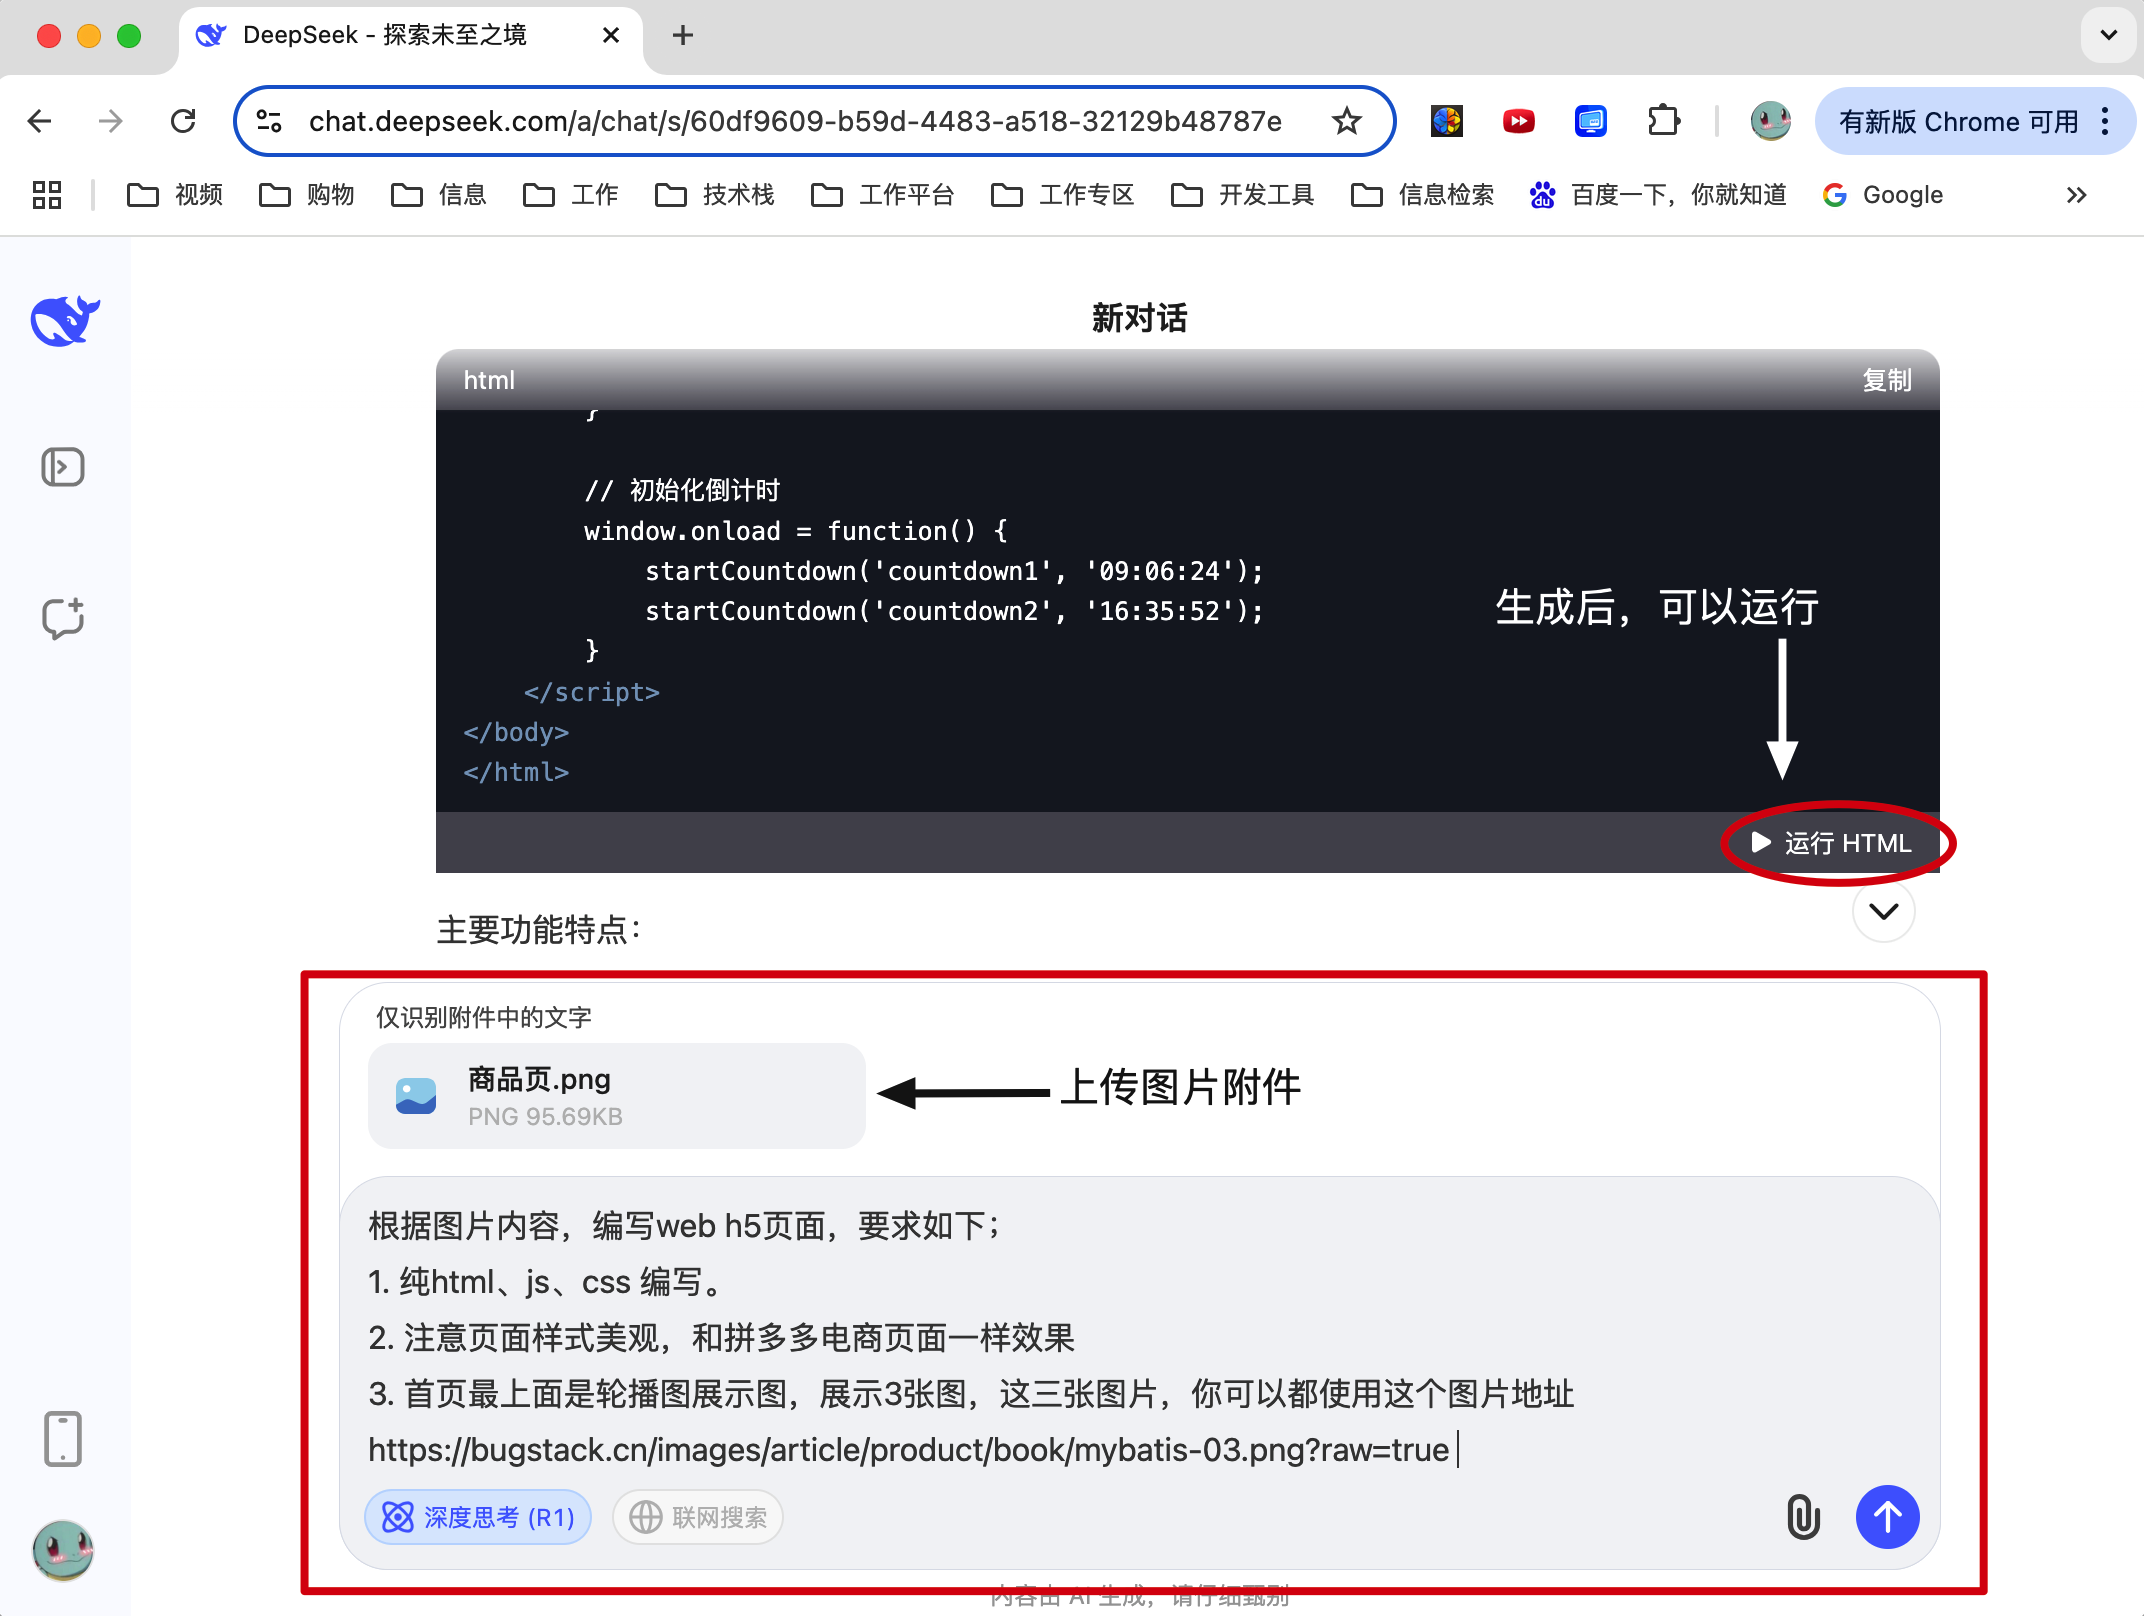 DeepSeek - 探索未至之境
chat.deepseek.com/a/chat/s/60df9609-b59d-4483-a518-32129b48787e
有新版 Chrome 可用
视频 购物 信息 工作 技术栈 工作平台 工作专区 开发工具 信息检索 百度一下，你就知道 Google
新对话
html 复制
}
// 初始化倒计时
window.onload = function() {
startCountdown('countdown1', '09:06:24');
startCountdown('countdown2', '16:35:52');
}
</script>
</body>
</html>
生成后，可以运行
运行 HTML
主要功能特点：
仅识别附件中的文字
商品页.png
PNG 95.69KB
上传图片附件
根据图片内容，编写web h5页面，要求如下；
1. 纯html、js、css 编写。
2. 注意页面样式美观，和拼多多电商页面一样效果
3. 首页最上面是轮播图展示图，展示3张图，这三张图片，你可以都使用这个图片地址
https://bugstack.cn/images/article/product/book/mybatis-03.png?raw=true
深度思考 (R1) 联网搜索
内容由 AI 生成，请仔细甄别